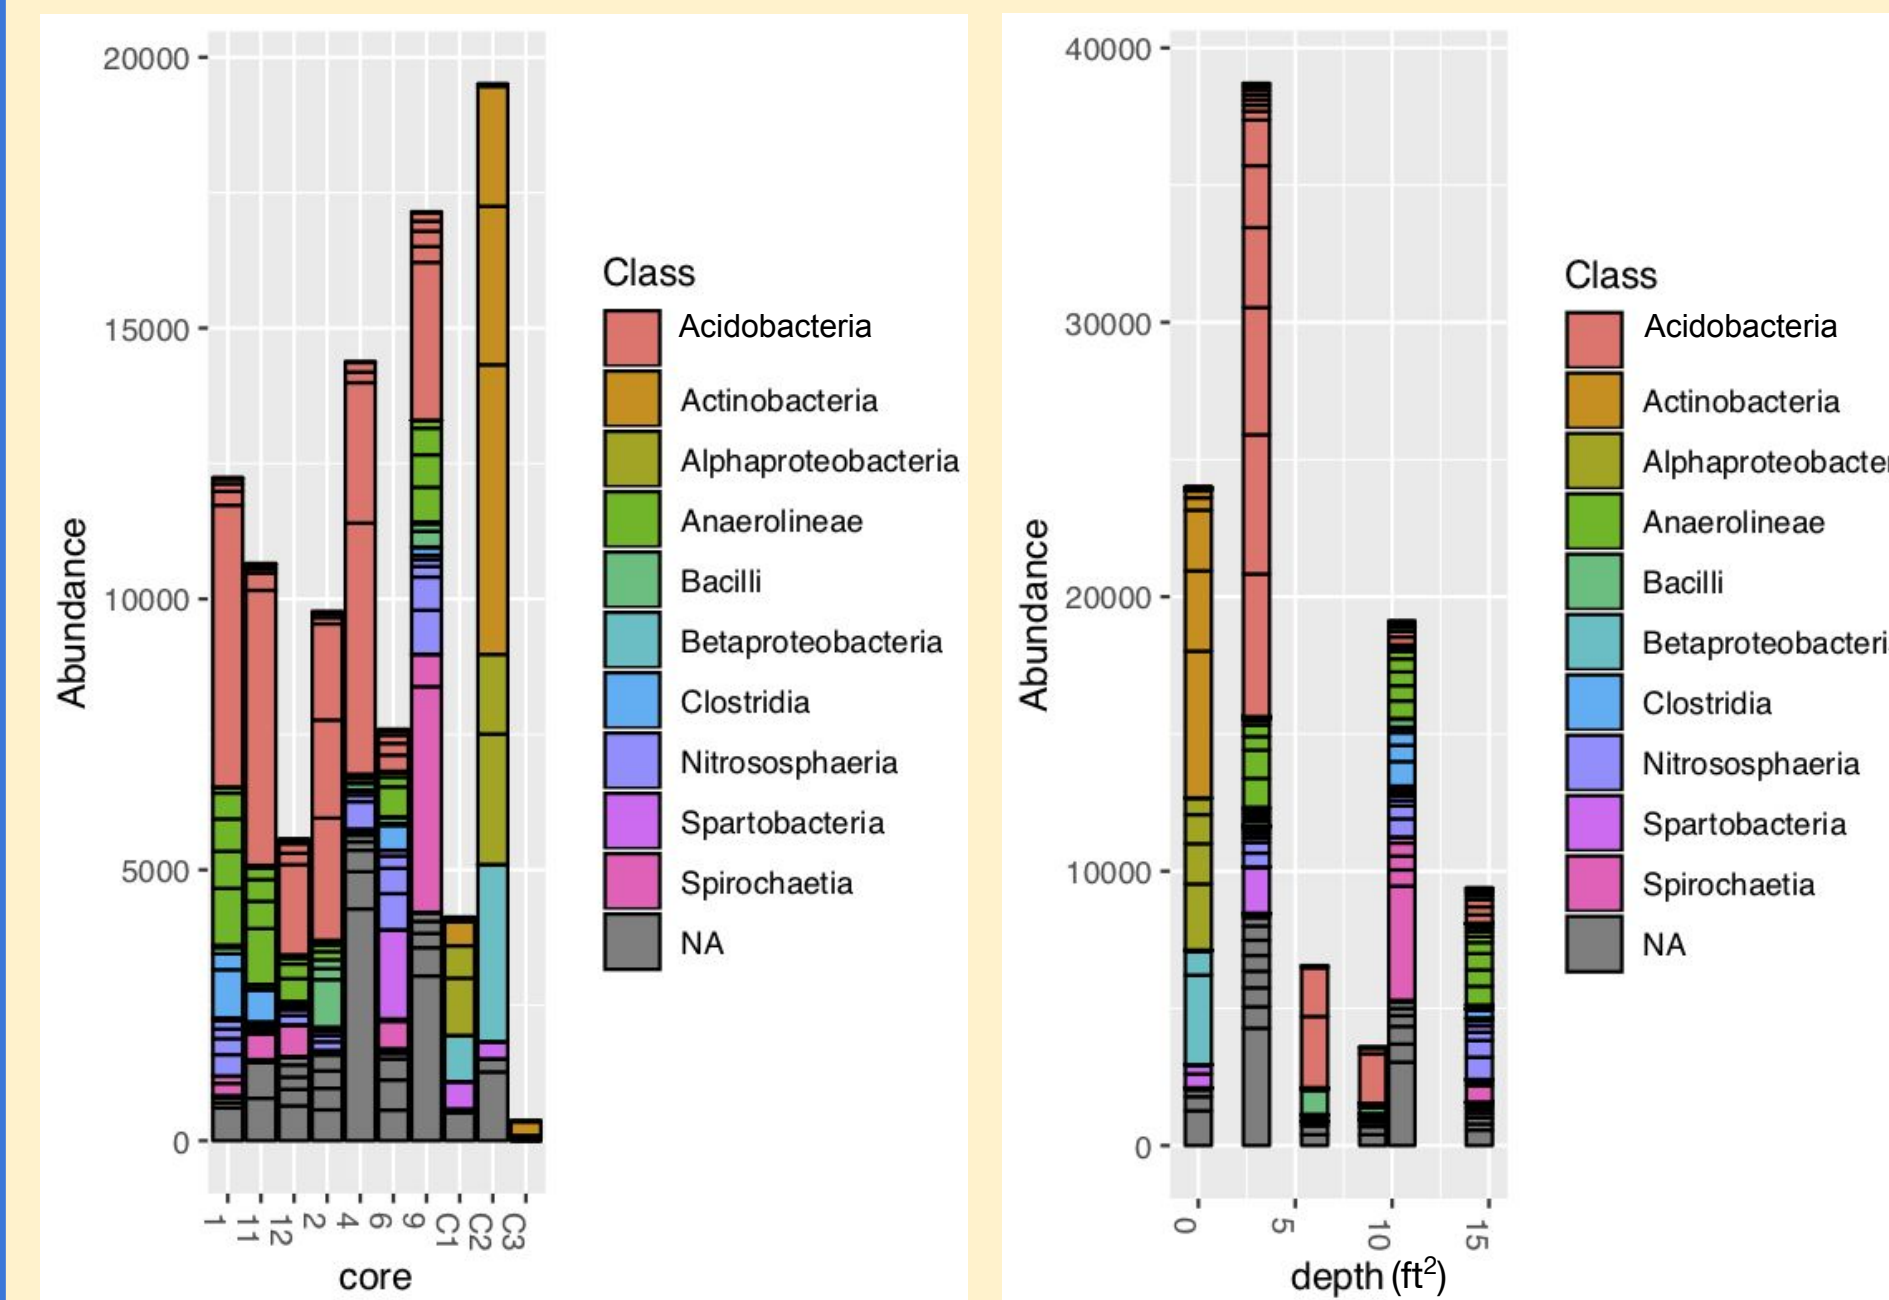 20000
15000
10000
5000
0
Abundance
1
11
12
2
4
6
9
C1
C2
C3
core
Class
Acidobacteria
Actinobacteria
Alphaproteobacteria
Anaerolineae
Bacilli
Betaproteobacteria
Clostridia
Nitrososphaeria
Spartobacteria
Spirochaetia
NA
40000
30000
20000
10000
0
Abundance
0
5
10
15
depth (ft²)
Class
Acidobacteria
Actinobacteria
Alphaproteobacter
Anaerolineae
Bacilli
Betaproteobacteri
Clostridia
Nitrososphaeria
Spartobacteria
Spirochaetia
NA